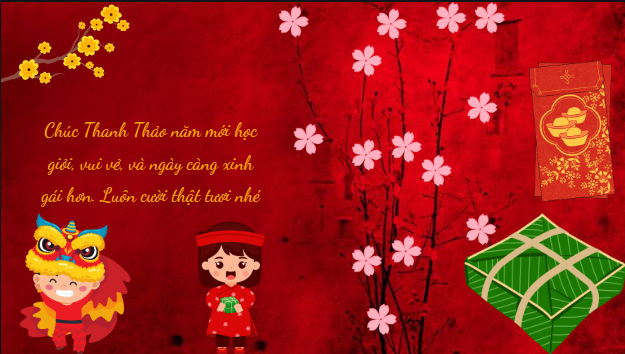 Chúc Thanh Thảo năm mới học
giỏi, vui vẻ, và ngày càng xinh
gái hơn. Luôn cười thật tươi nhé